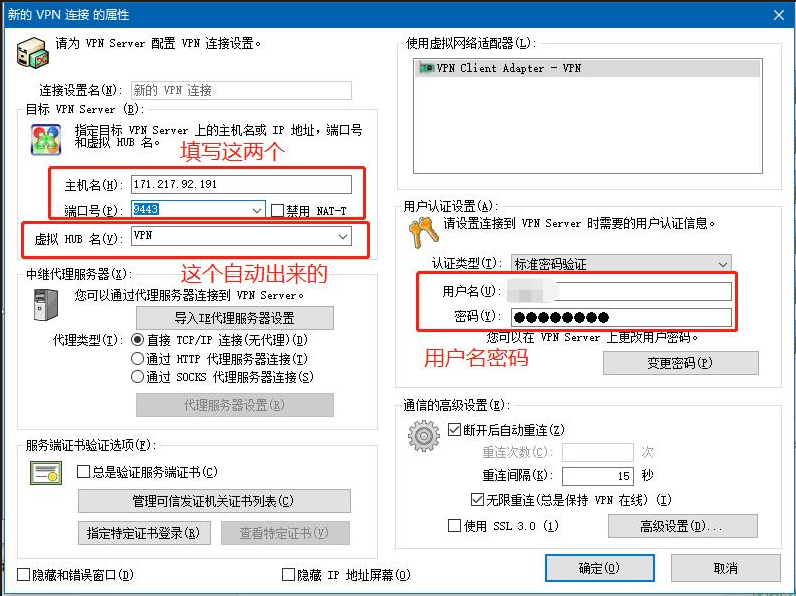 新的 VPN 连接 的属性
请为 VPN Server 配置 VPN 连接设置。
连接设置名(N): 新的 VPN 连接
目标 VPN Server (B):
指定目标 VPN Server 上的主机名或 IP 地址，端口号
和虚拟 HUB 名。
填写这两个
主机名(H): 171.217.92.191
端口号(P): 9443 禁用 NAT-T
虚拟 HUB 名(V): VPN
这个自动出来的
中继代理服务器(X):
您可以通过代理服务器连接到 VPN Server。
导入IE代理服务器设置
代理类型(T): 直接 TCP/IP 连接(无代理)(D)
通过 HTTP 代理服务器连接(T)
通过 SOCKS 代理服务器连接(S)
代理服务器设置(R)
服务端证书验证选项(F):
总是验证服务端证书(C)
管理可信发证机关证书列表(C)
指定特定证书登录(R) 查看特定证书(V)
使用虚拟网络适配器(L):
VPN Client Adapter - VPN
用户认证设置(A):
请设置连接到 VPN Server 时需要的用户认证信息。
认证类型(T): 标准密码验证
用户名(U):
密码(Y): ●●●●●●●●
您可以在 VPN Server 上更改用户密码。
用户名密码
变更密码(P)
通信的高级设置(E):
断开后自动重连(Z)
重连次数(C): 次
重连间隔(K): 15 秒
无限重连(总是保持 VPN 在线) (I)
使用 SSL 3.0 (1) 高级设置(D)...
隐藏和错误窗口(D) 隐藏 IP 地址屏幕(O)
确定(O) 取消